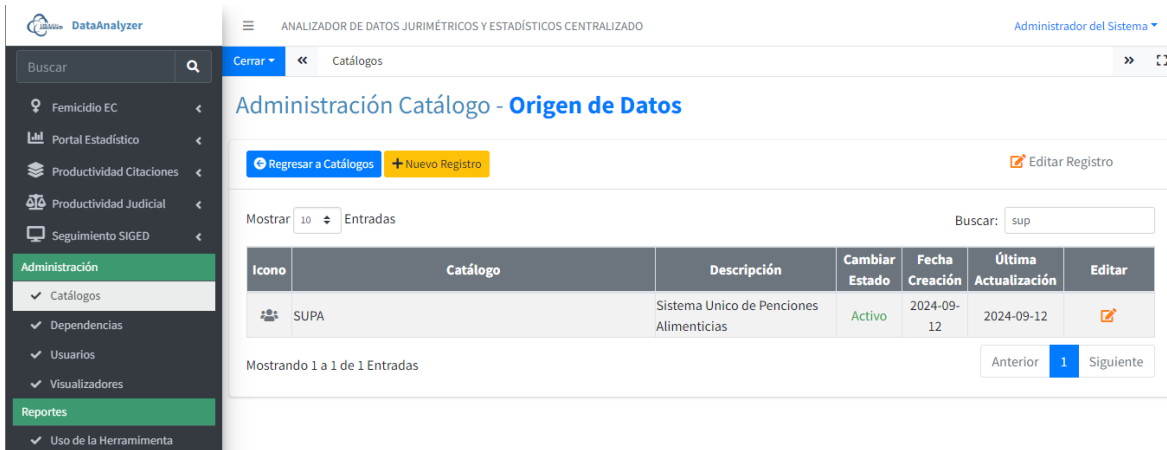 DataAnalyzer
ANALIZADOR DE DATOS JURIMÉTRICOS Y ESTADÍSTICOS CENTRALIZADO
Administrador del Sistema
Buscar
Cerrar
Catálogos
Femicidio EC
Portal Estadístico
Productividad Citaciones
Productividad Judicial
Seguimiento SIGED
Administración
Catálogos
Dependencias
Usuarios
Visualizadores
Reportes
Uso de la Herramimenta
Administración Catálogo - Origen de Datos
Regresar a Catálogos
Nuevo Registro
Editar Registro
Mostrar 10 Entradas
Buscar: sup
Icono
Catálogo
Descripción
Cambiar
Estado
Fecha
Creación
Última
Actualización
Editar
SUPA
Sistema Unico de Penciones
Alimenticias
Activo
2024-09-
12
2024-09-12
Mostrando 1 a 1 de 1 Entradas
Anterior 1 Siguiente